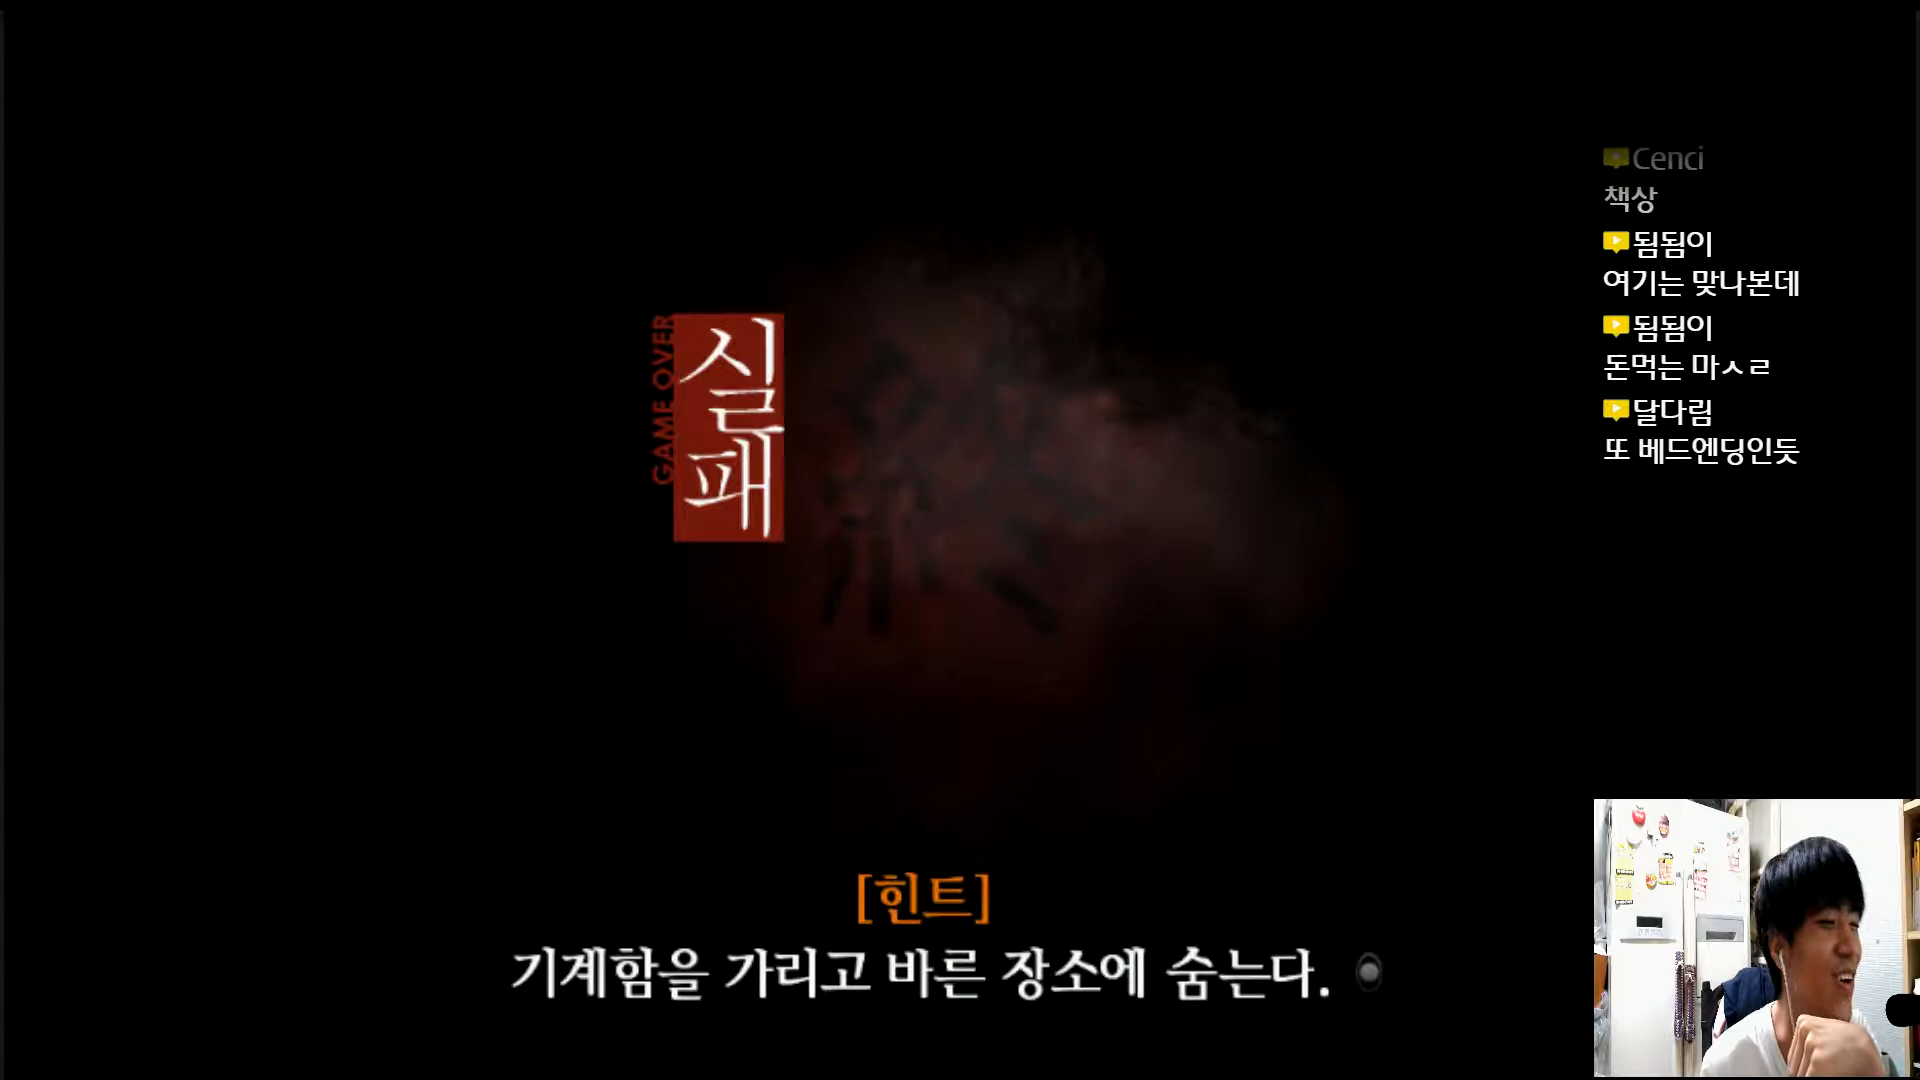 GAME OVER
실패
[힌트]
기계함을 가리고 바른 장소에 숨는다.
Cenci
책상
됨됨이
여기는 맞나본데
됨됨이
돈먹는 마ㅅㄹ
달다림
또 베드엔딩인듯